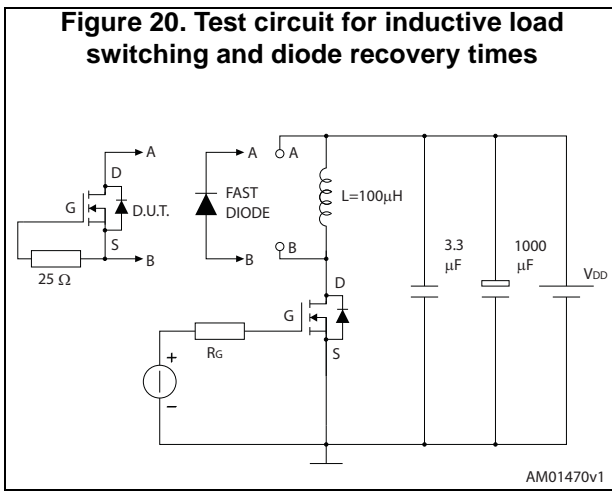 Figure 20. Test circuit for inductive load
switching and diode recovery times
A
D
G
D.U.T.
S
B
25 Ω
A
FAST
DIODE
B
A
L=100μH
B
D
G
S
RG
+
–
3.3
μF
1000
μF
VDD
AM01470v1